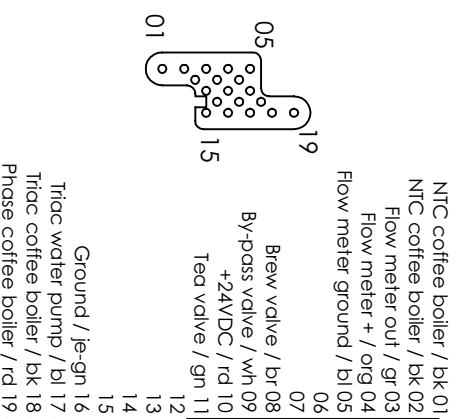 01
05
15
19
NTC coffee boiler / bk 01
NTC coffee boiler / bk 02
Flow meter out / gr 03
Flow meter + / org 04
Flow meter ground / bl 05
06
07
Brew valve / br 08
By-pass valve / wh 09
+24VDC / rd 10
Tea valve / gn 11
12
13
14
15
Ground / je-gn 16
Triac water pump / bl 17
Triac coffee boiler / bk 18
Phase coffee boiler / rd 19